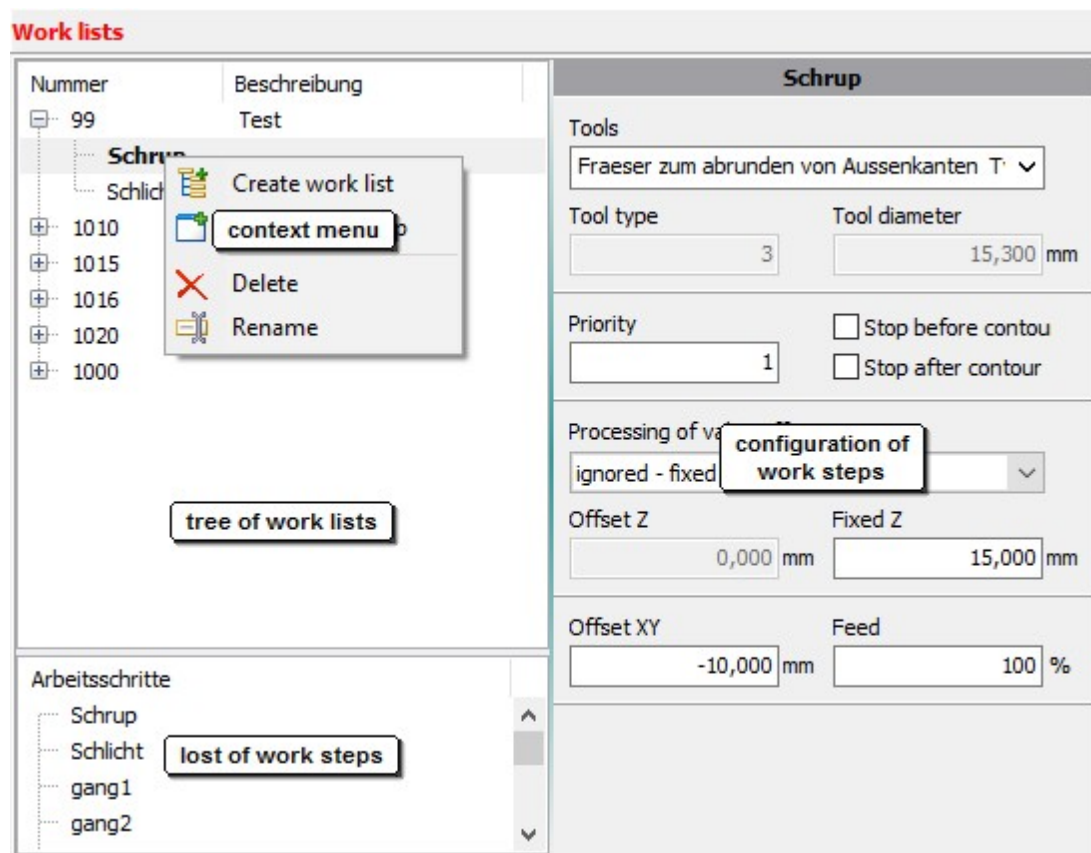 Work lists
Nummer Beschreibung
99 Test
Schrup
Schlich
1010
1015
1016
1020
1000
Create work list
context menu
Delete
Rename
tree of work lists
Arbeitsschritte
Schrup
Schlicht
gang1
gang2
lost of work steps
Schrup
Tools
Fraeser zum abrunden von Aussenkanten
Tool type Tool diameter
3 15,300 mm
Priority Stop before contou
1 Stop after contour
Processing of
configuration of
work steps
ignored - fixed
Offset Z Fixed Z
0,000 mm 15,000 mm
Offset XY Feed
-10,000 mm 100 %